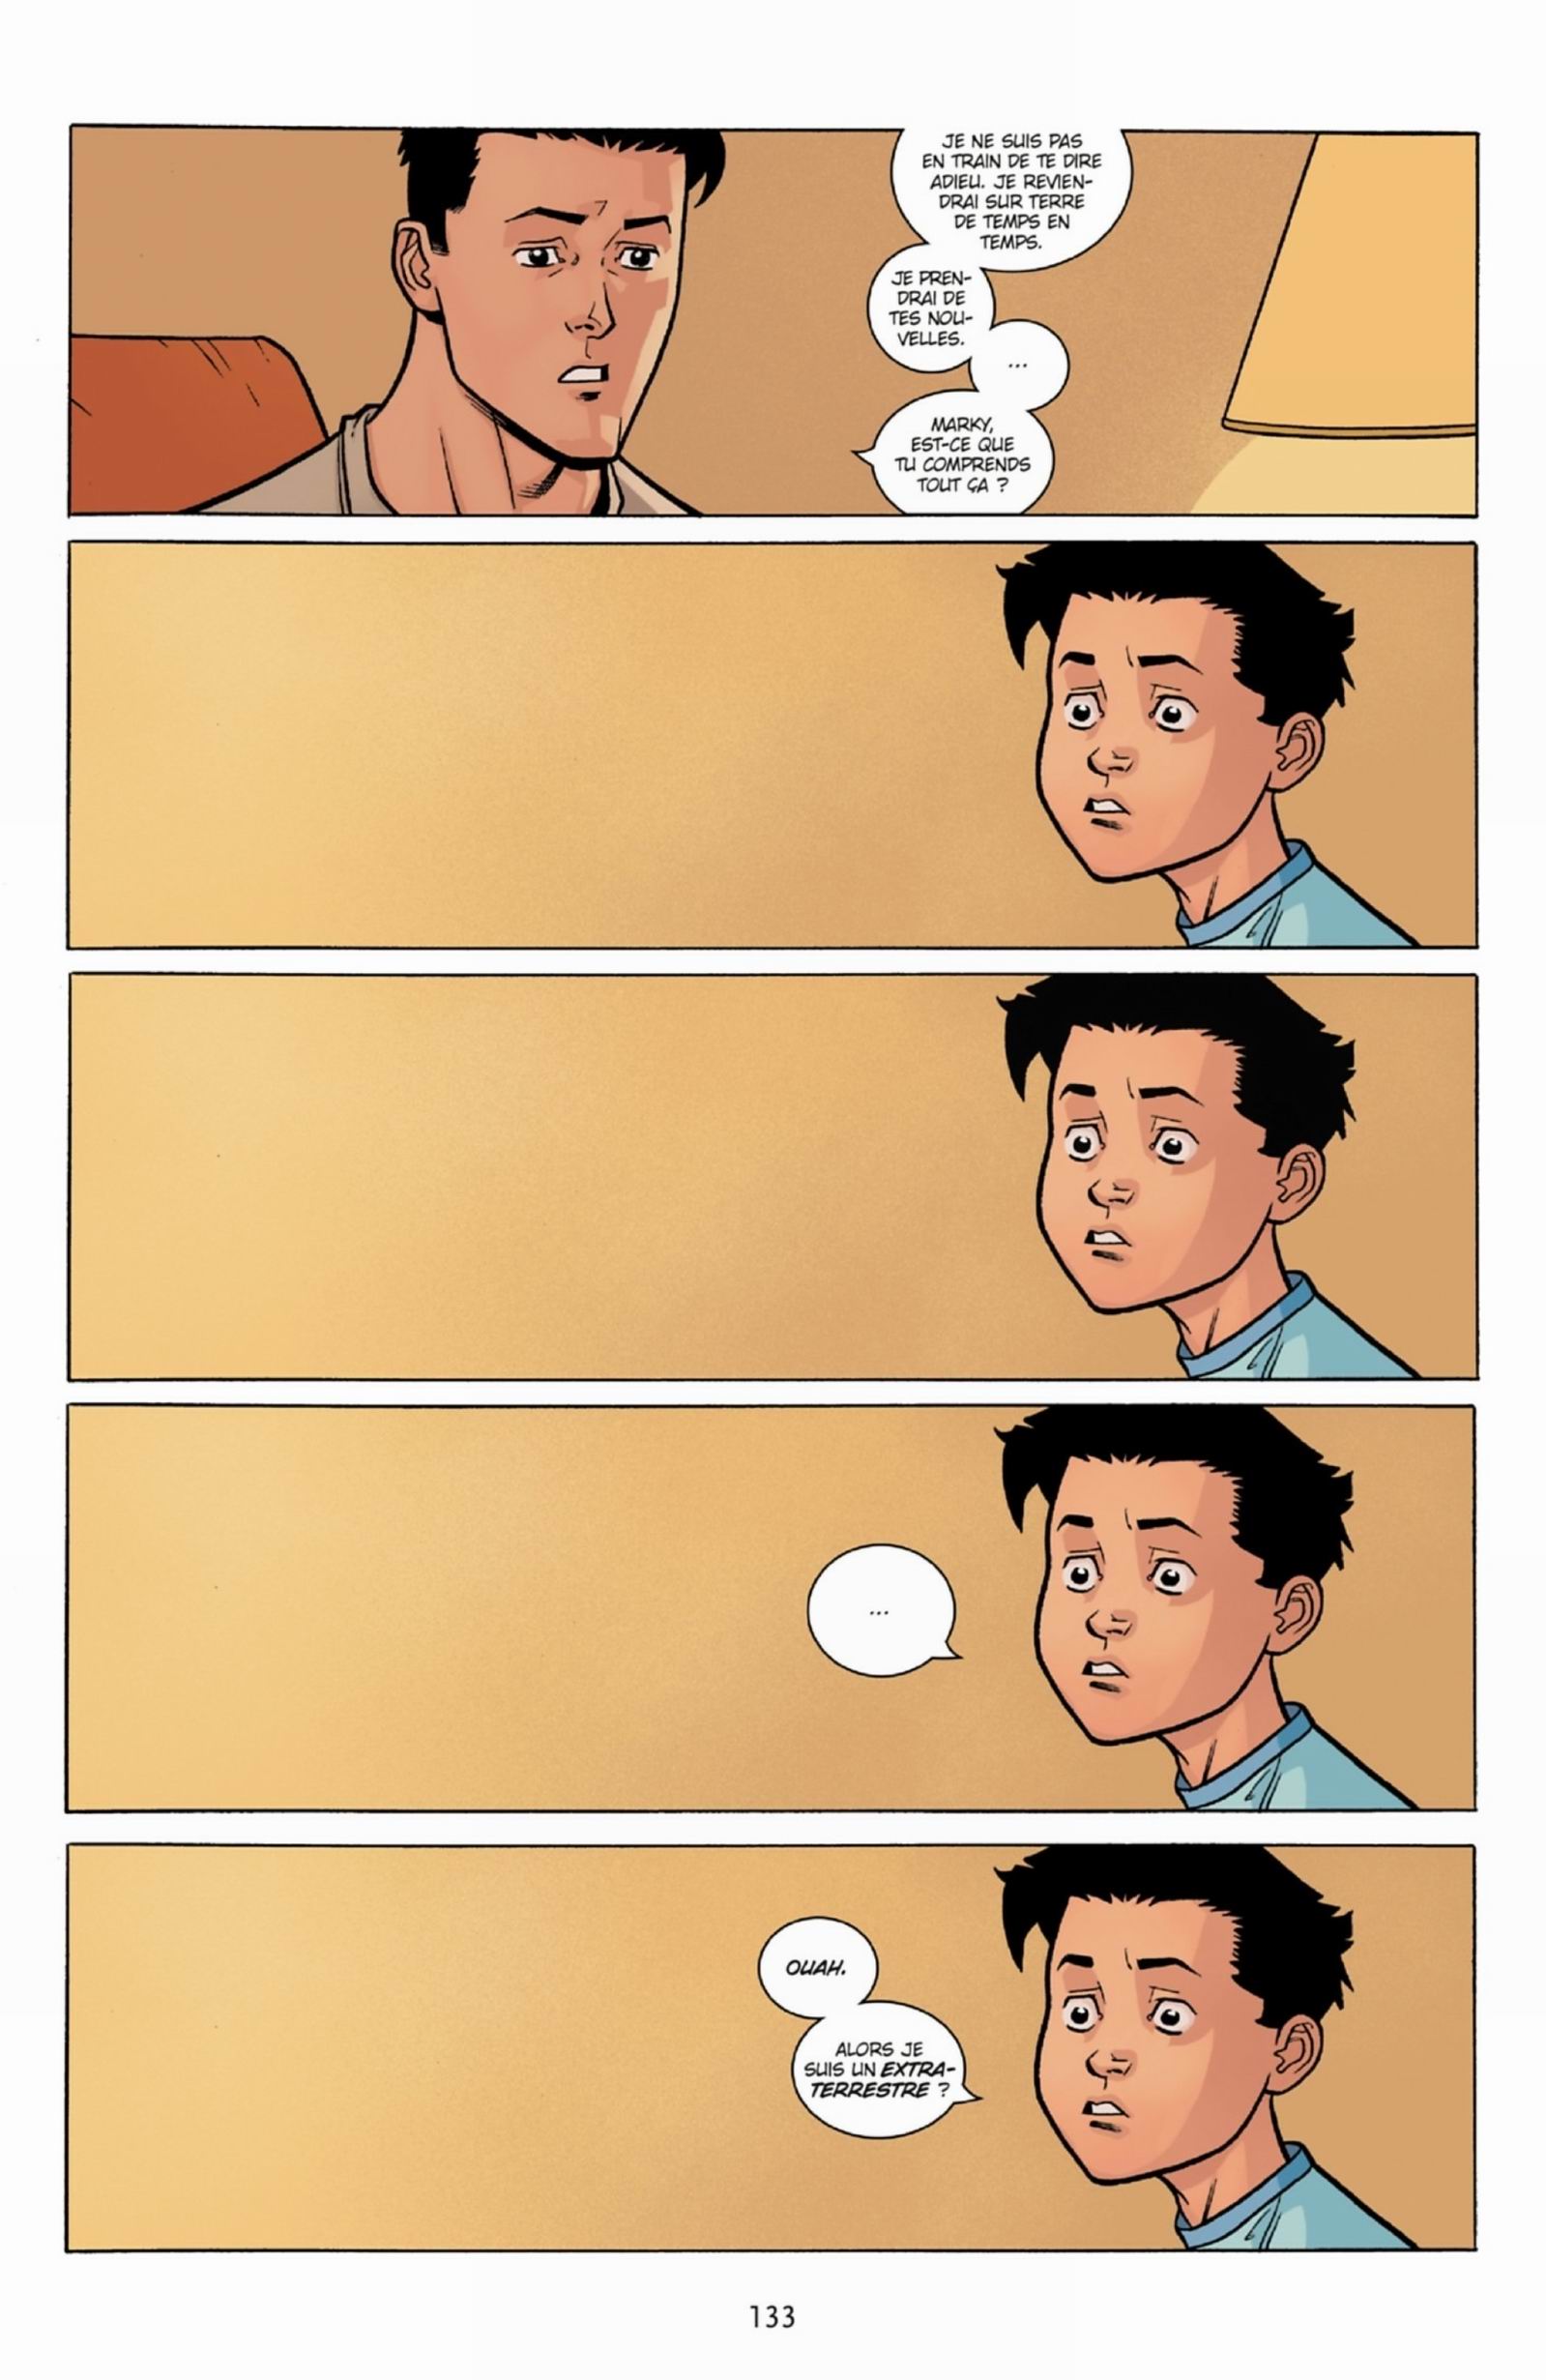 JE NE SUIS PAS
EN TRAIN DE TE DIRE
ADIEU. JE REVIEN-
DRAI SUR TERRE
DE TEMPS EN
TEMPS.
JE PREN-
DRAI DE
TES NOU-
VELLES.
...
MARKY,
EST-CE QUE
TU COMPRENDS
TOUT ÇA ?
...
OUAH.
ALORS JE
SUIS UN EXTRA-
TERRESTRE ?
133